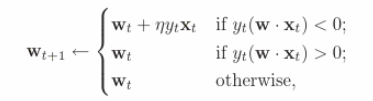 w_{t+1} ← { w_t + ηy_t x_t if y_t(w · x_t) < 0;
w_t if y_t(w · x_t) > 0;
w_t otherwise,